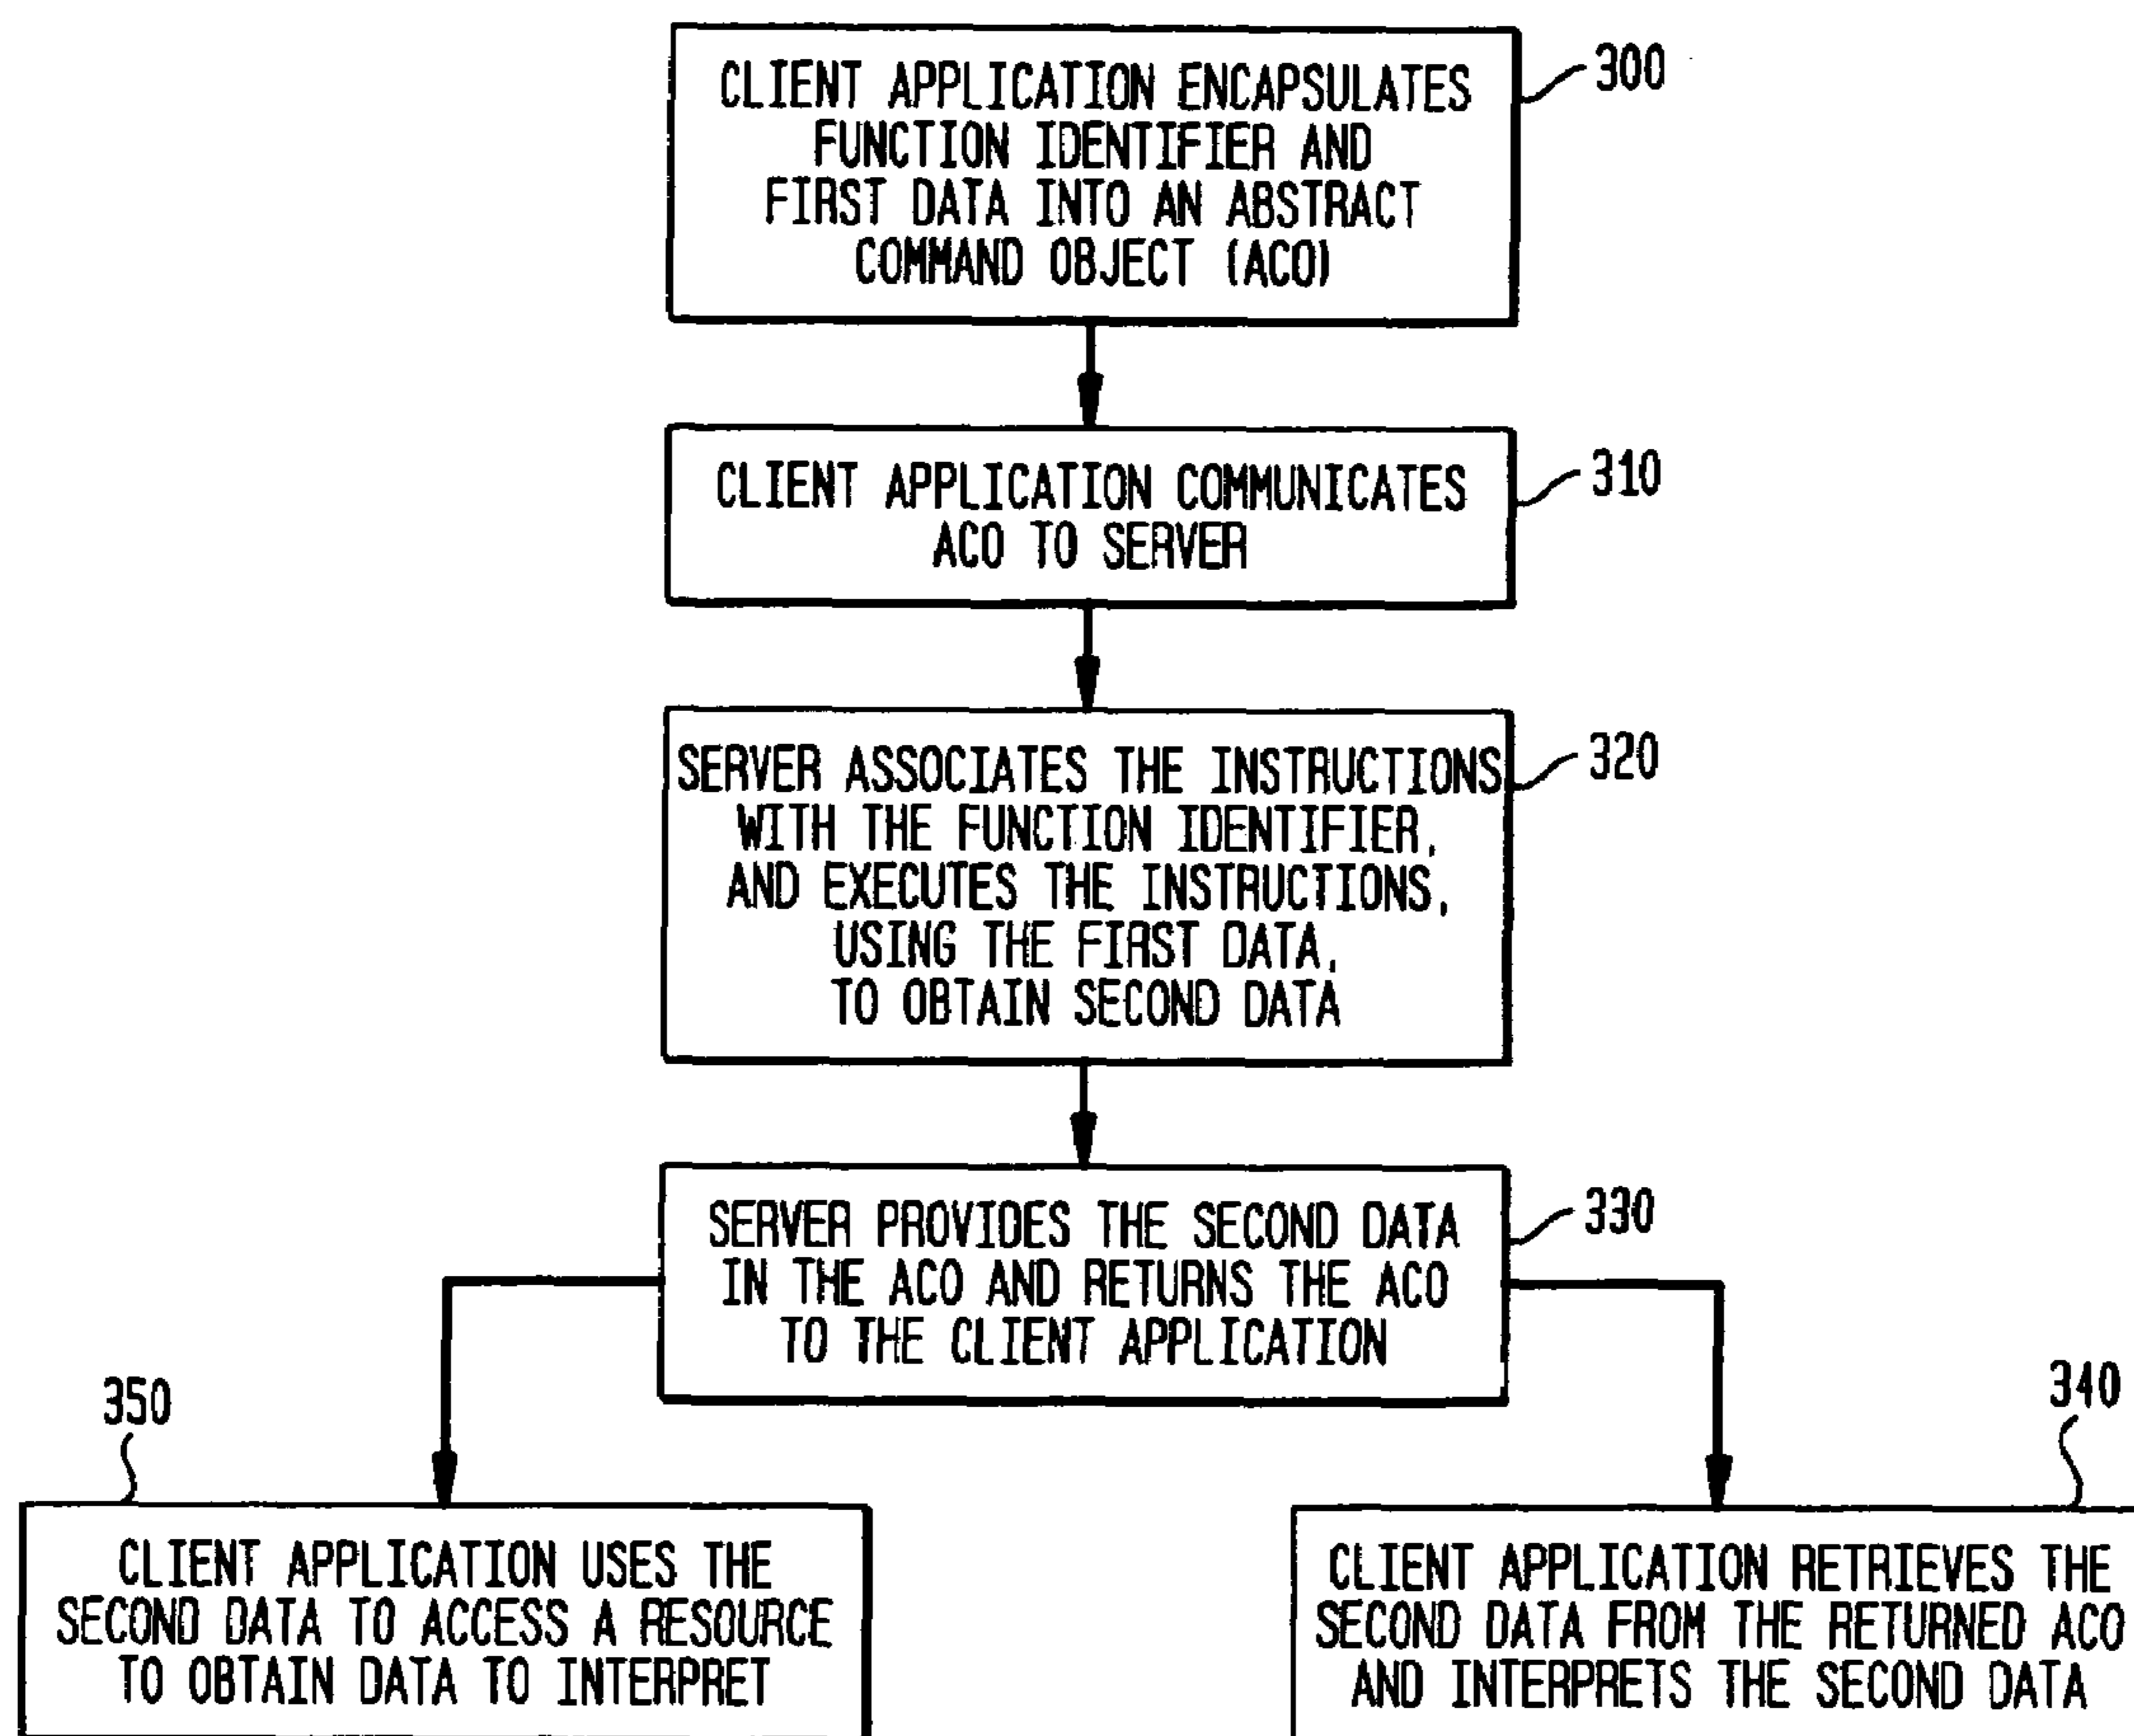 CLIENT APPLICATION ENCAPSULATES
FUNCTION IDENTIFIER AND
FIRST DATA INTO AN ABSTRACT
COMMAND OBJECT (ACO)
300
CLIENT APPLICATION COMMUNICATES
ACO TO SERVER
310
SERVER ASSOCIATES THE INSTRUCTIONS
WITH THE FUNCTION IDENTIFIER,
AND EXECUTES THE INSTRUCTIONS,
USING THE FIRST DATA,
TO OBTAIN SECOND DATA
320
SERVER PROVIDES THE SECOND DATA
IN THE ACO AND RETURNS THE ACO
TO THE CLIENT APPLICATION
330
350
CLIENT APPLICATION USES THE
SECOND DATA TO ACCESS A RESOURCE
TO OBTAIN DATA TO INTERPRET
340
CLIENT APPLICATION RETRIEVES THE
SECOND DATA FROM THE RETURNED ACO
AND INTERPRETS THE SECOND DATA